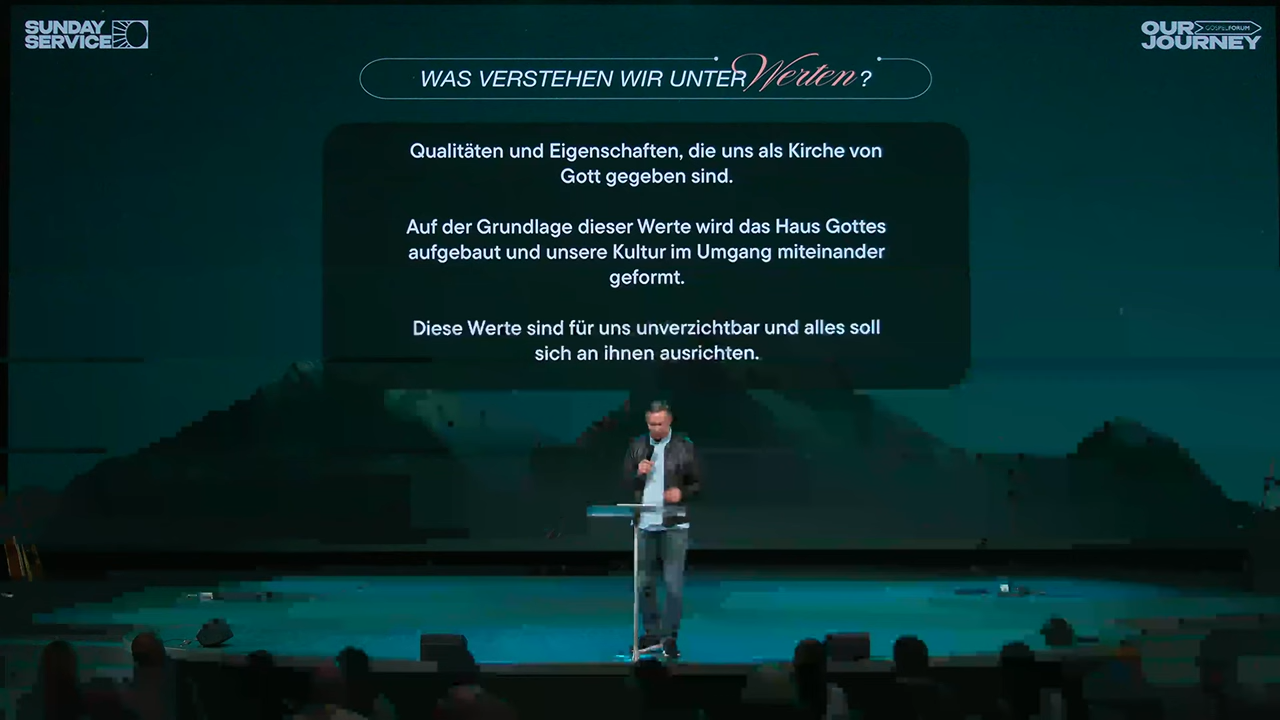 SUNDAY
SERVICE
OUR GOSPELFORUM
JOURNEY
WAS VERSTEHEN WIR UNTER Werten?
Qualitäten und Eigenschaften, die uns als Kirche von
Gott gegeben sind.
Auf der Grundlage dieser Werte wird das Haus Gottes
aufgebaut und unsere Kultur im Umgang miteinander
geformt.
Diese Werte sind für uns unverzichtbar und alles soll
sich an ihnen ausrichten.